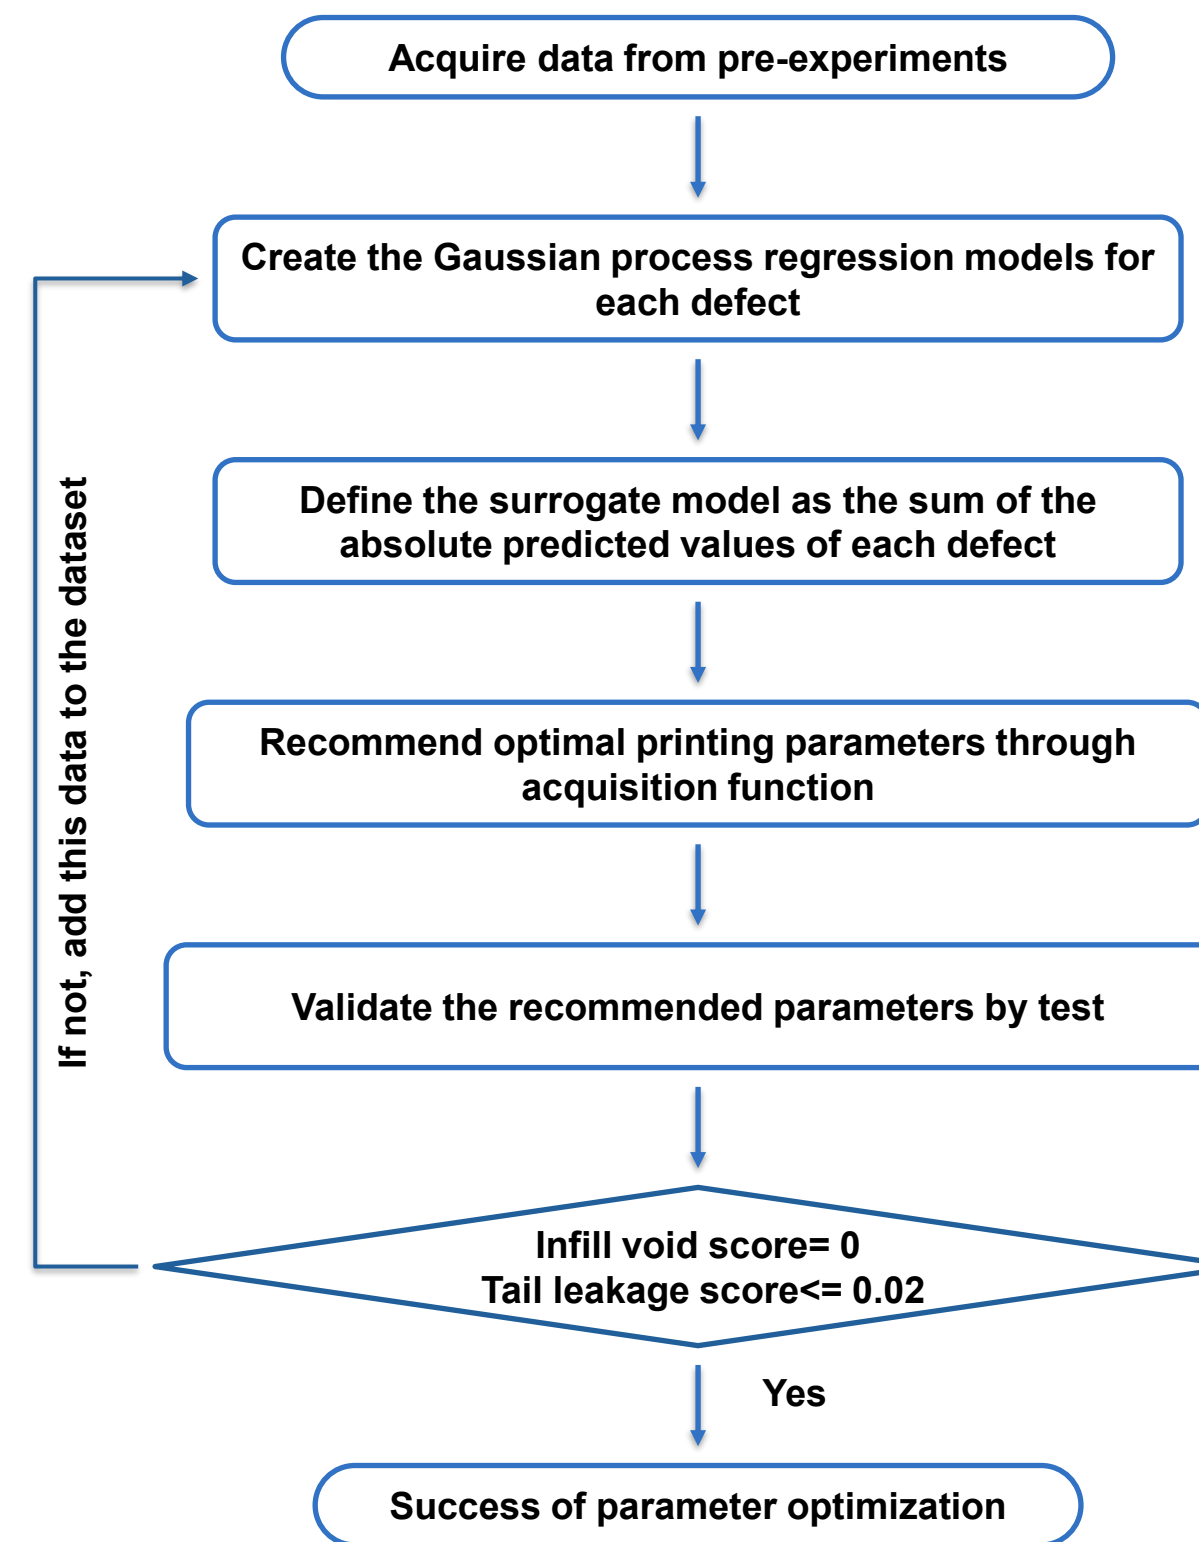 Acquire data from pre-experiments
Create the Gaussian process regression models for
each defect
Define the surrogate model as the sum of the
absolute predicted values of each defect
Recommend optimal printing parameters through
acquisition function
Validate the recommended parameters by test
If not, add this data to the dataset
Infill void score= 0
Tail leakage score<= 0.02
Yes
Success of parameter optimization